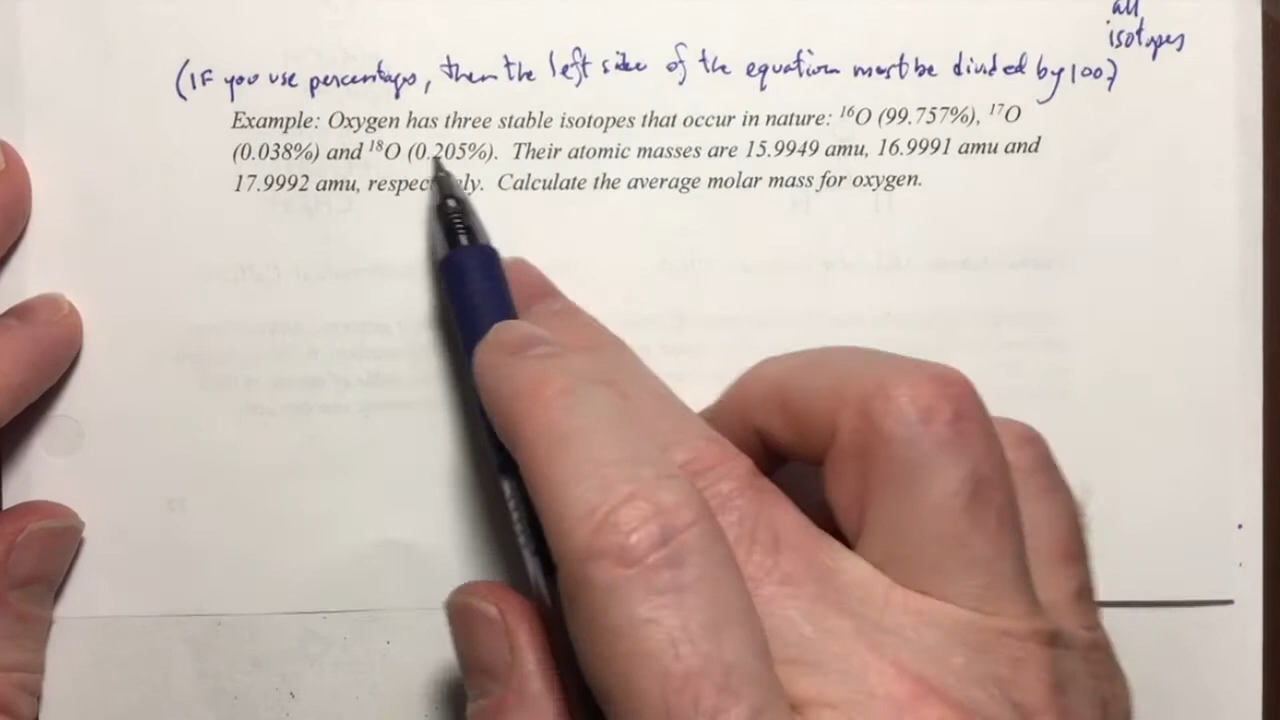 all
isotopes
(If you use percentages, then the left side of the equation must be divided by 100)
Example: Oxygen has three stable isotopes that occur in nature: ¹⁶O (99.757%), ¹⁷O
(0.038%) and ¹⁸O (0.205%). Their atomic masses are 15.9949 amu, 16.9991 amu and
17.9992 amu, respectively. Calculate the average molar mass for oxygen.